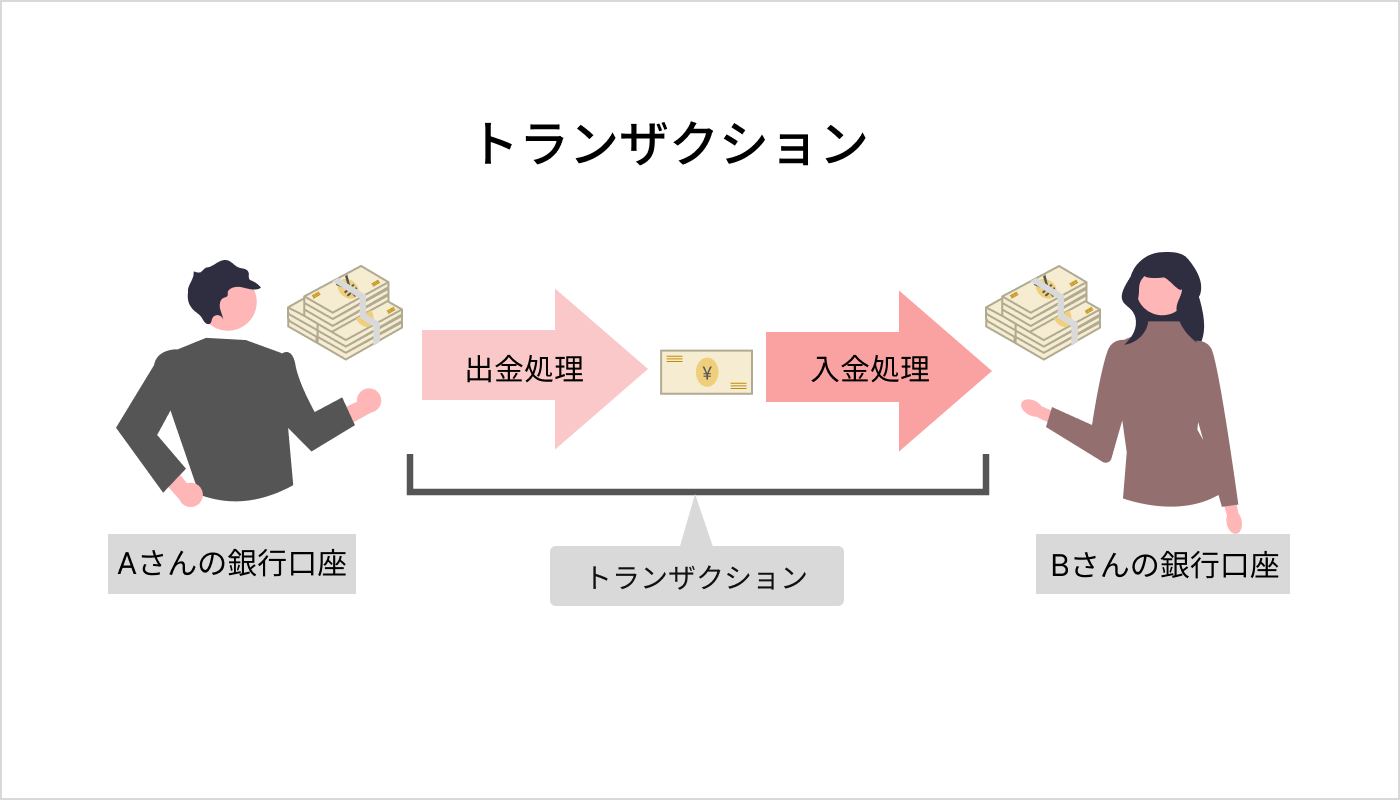 トランザクション
出金処理
¥
入金処理
Aさんの銀行口座
トランザクション
Bさんの銀行口座